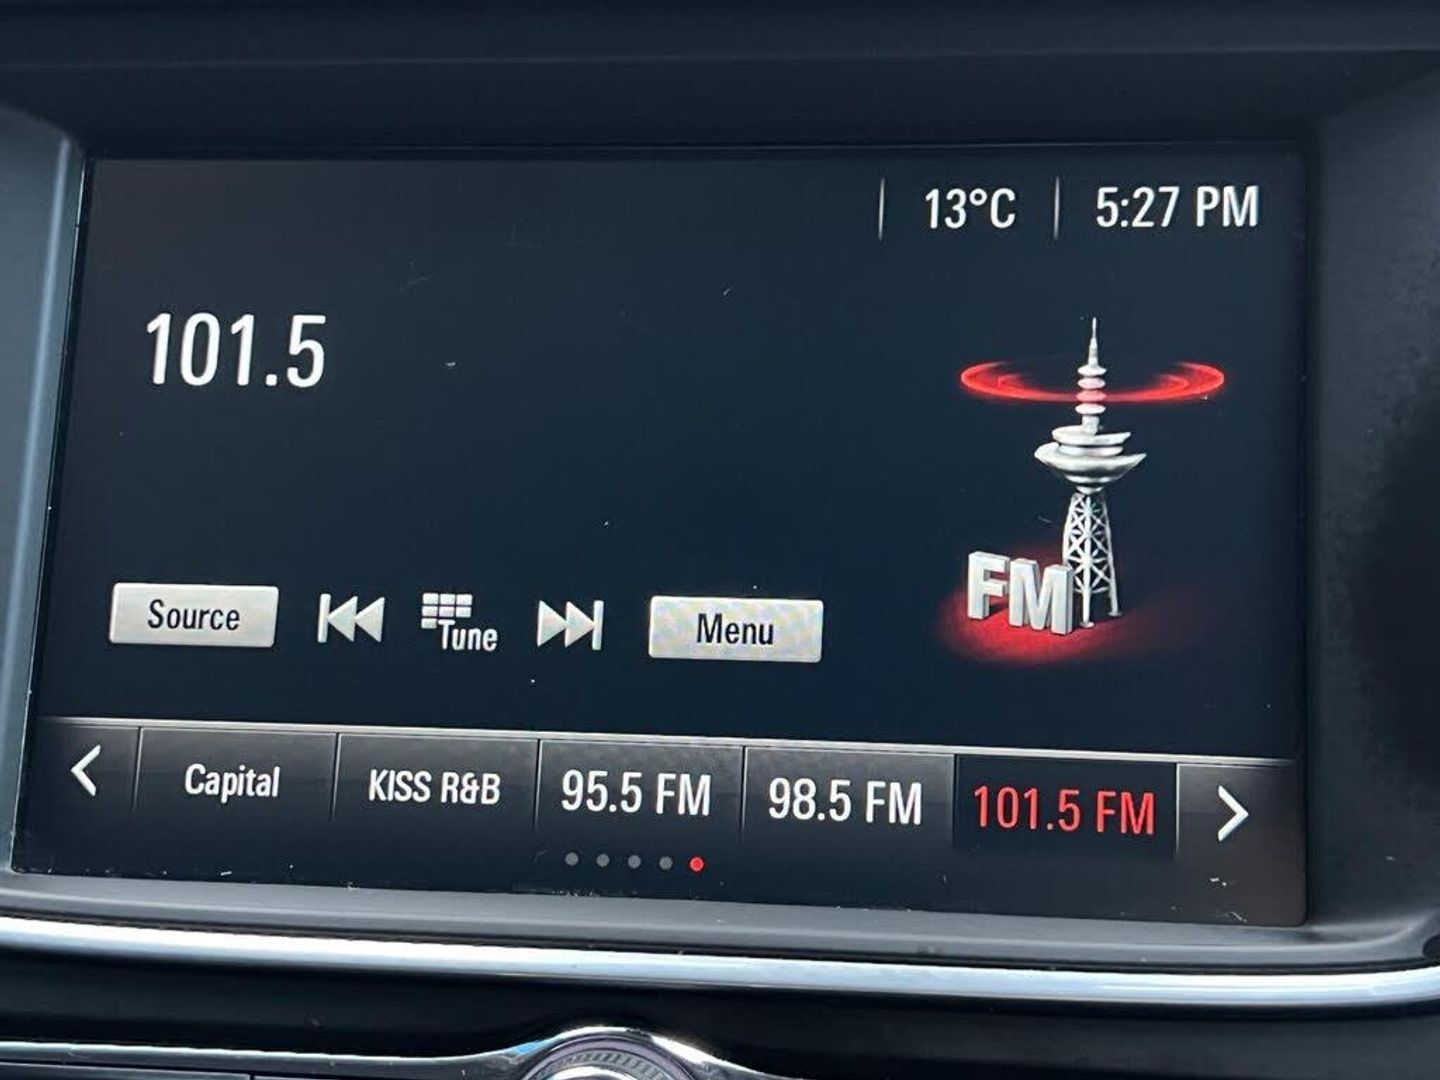 13°C 5:27 PM
101.5
FM
Source Tune Menu
Capital KISS R&B 95.5 FM 98.5 FM 101.5 FM